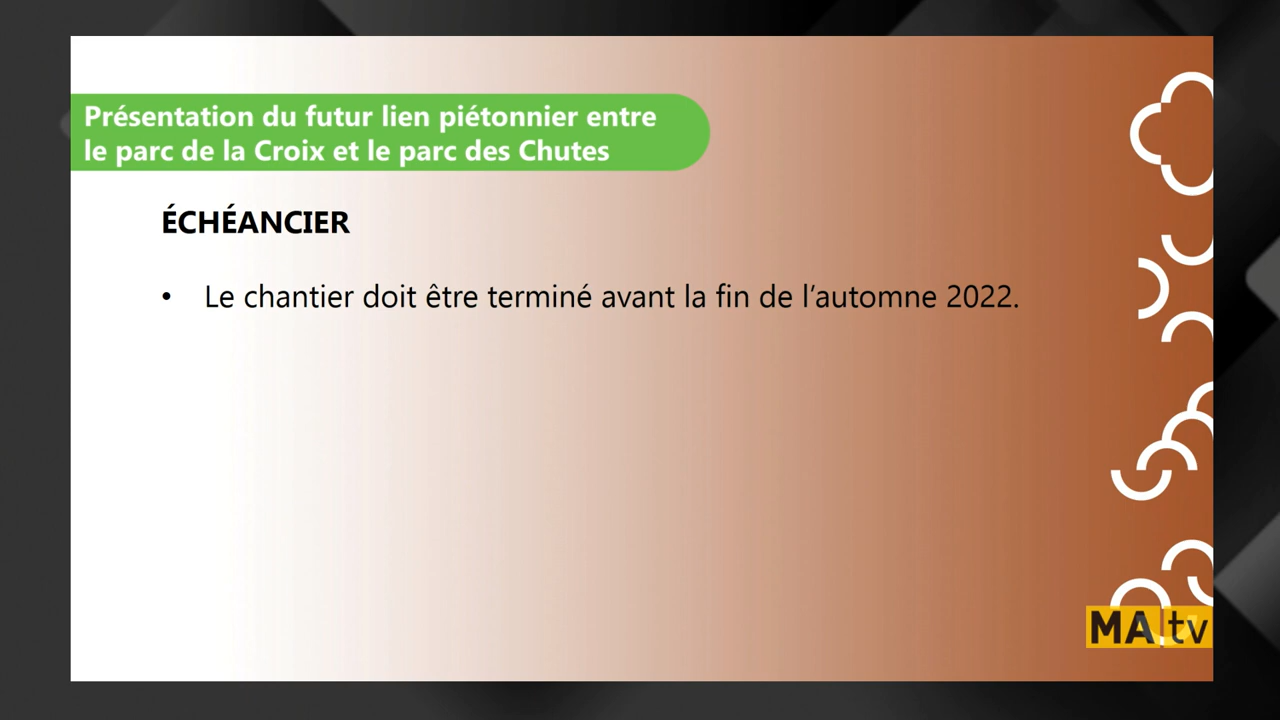 Présentation du futur lien piétonnier entre
le parc de la Croix et le parc des Chutes
ÉCHÉANCIER
• Le chantier doit être terminé avant la fin de l’automne 2022.
MA|tv